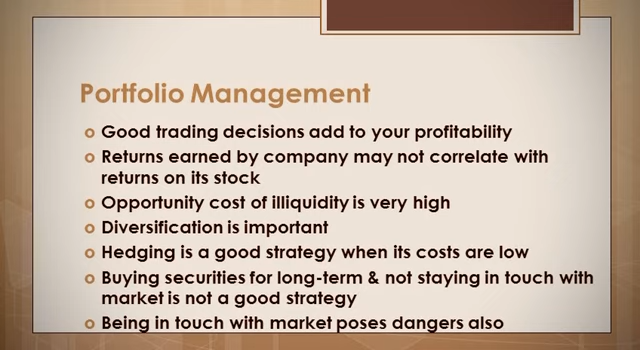 Portfolio Management
Good trading decisions add to your profitability
Returns earned by company may not correlate with
returns on its stock
Opportunity cost of illiquidity is very high
Diversification is important
Hedging is a good strategy when its costs are low
Buying securities for long-term & not staying in touch with
market is not a good strategy
Being in touch with market poses dangers also